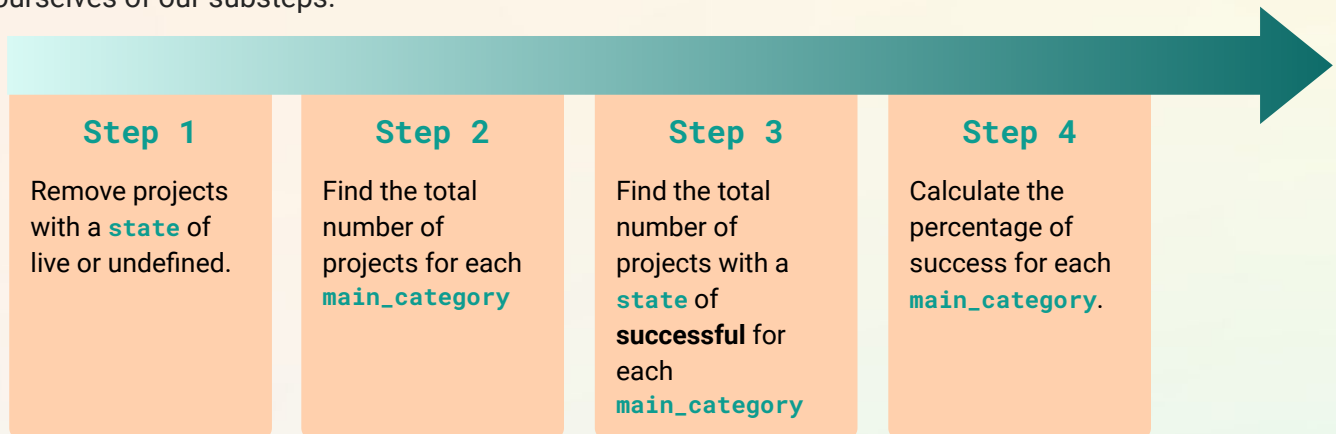 ourselves of our substeps.
Step 1
Remove projects
with a state of
live or undefined.
Step 2
Find the total
number of
projects for each
main_category
Step 3
Find the total
number of
projects with a
state of
successful for
each
main_category
Step 4
Calculate the
percentage of
success for each
main_category.